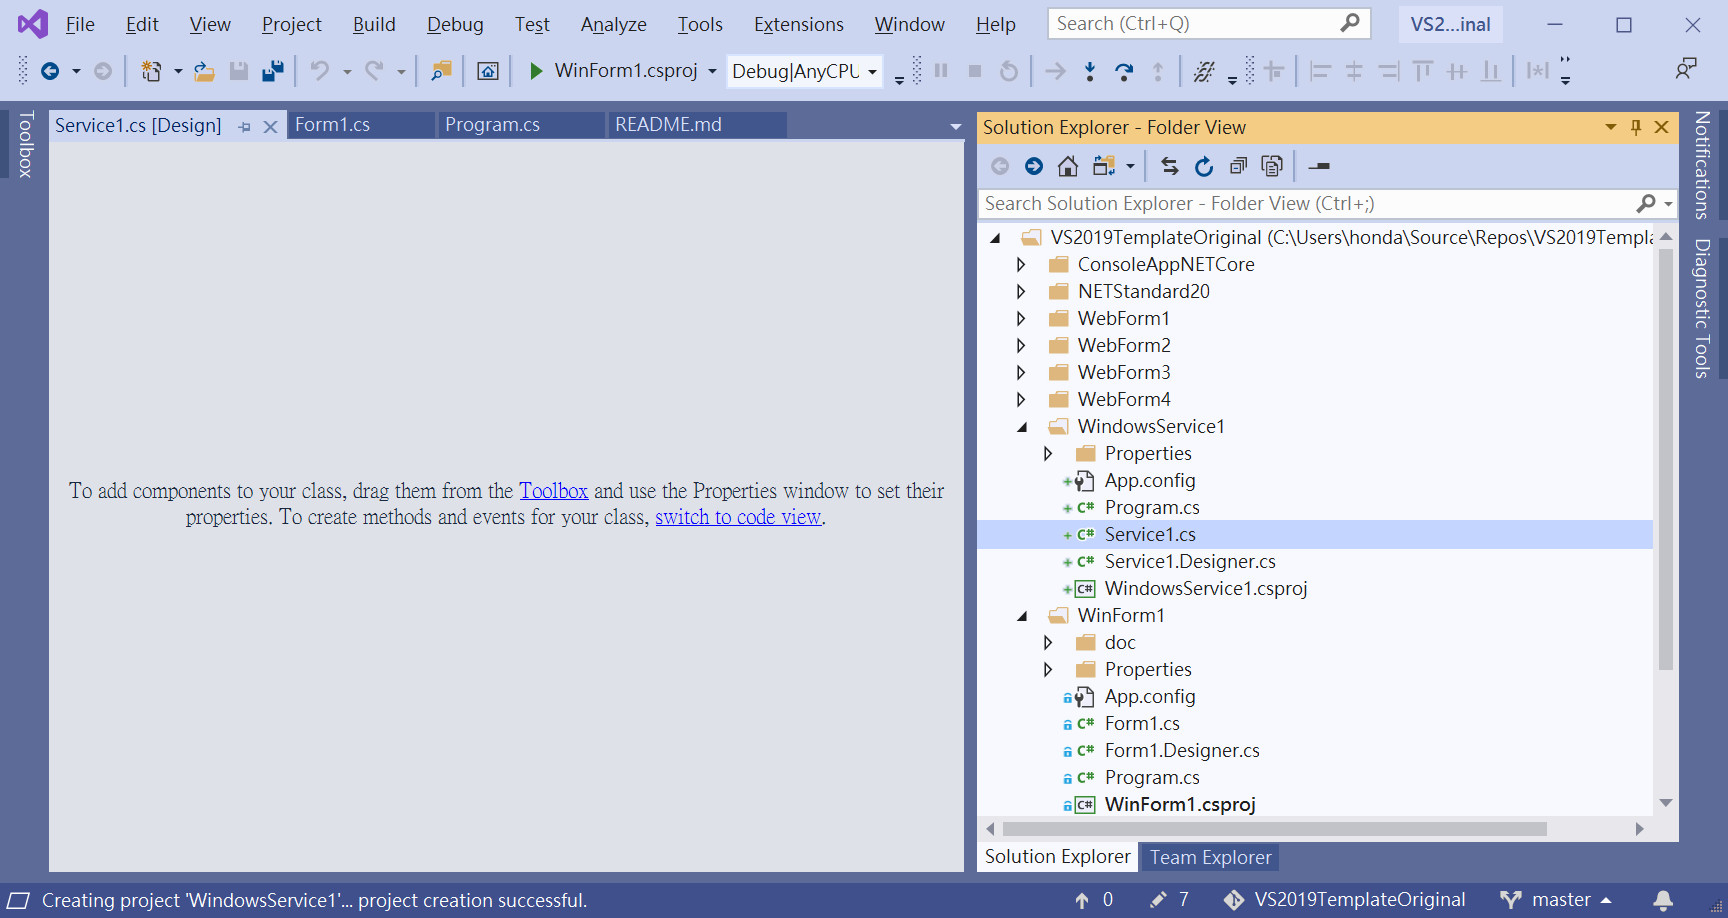 File Edit View Project Build Debug Test Analyze Tools Extensions Window Help Search (Ctrl+Q) VS2...inal
WinForm1.csproj Debug|AnyCPU
Toolbox
Service1.cs [Design] Form1.cs Program.cs README.md
To add components to your class, drag them from the Toolbox and use the Properties window to set their
properties. To create methods and events for your class, switch to code view.
Solution Explorer - Folder View
Search Solution Explorer - Folder View (Ctrl+;)
VS2019TemplateOriginal (C:\Users\honda\Source\Repos\VS2019Templa
ConsoleAppNETCore
NETStandard20
WebForm1
WebForm2
WebForm3
WebForm4
WindowsService1
Properties
App.config
C# Program.cs
C# Service1.cs
C# Service1.Designer.cs
C# WindowsService1.csproj
WinForm1
doc
Properties
App.config
C# Form1.cs
C# Form1.Designer.cs
C# Program.cs
C# WinForm1.csproj
Solution Explorer Team Explorer
Notifications
Diagnostic Tools
Creating project 'WindowsService1'... project creation successful. 0 7 VS2019TemplateOriginal master